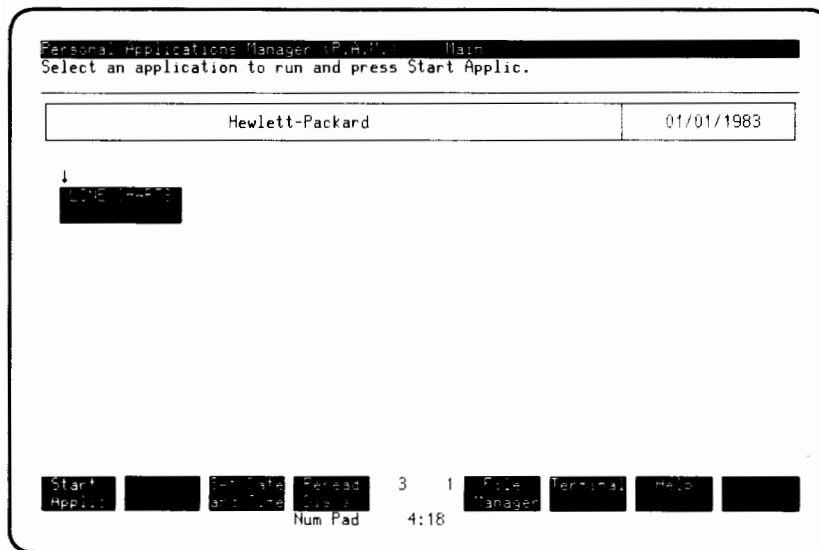 Personal Applications Manager (P.A.M.) Main
Select an application to run and press Start Applic.
Hewlett-Packard 01/01/1983
↓
LINE CHARTS
Start Applic Set Date and Time Reread Discs 3 1 File Manager Terminal Help
Num Pad 4:18